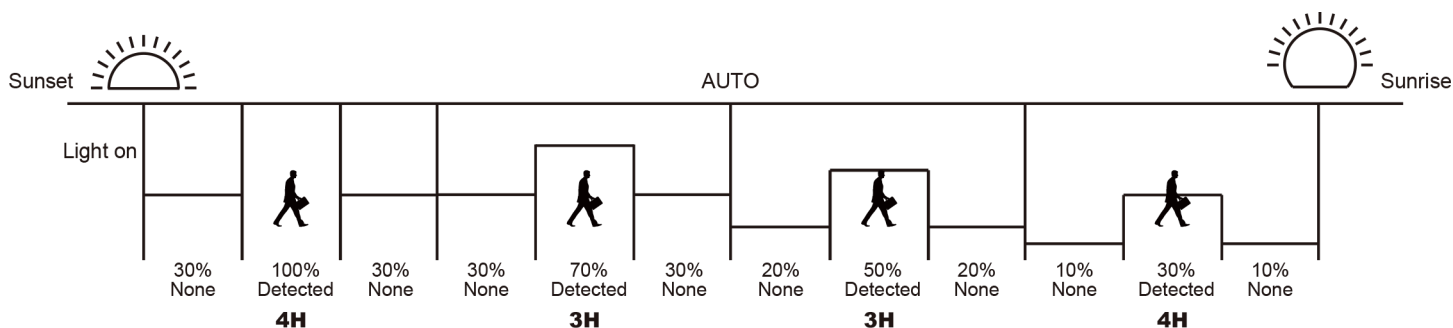 Sunset
AUTO
Sunrise
Light on
30% 100% 30% 30% 70% 30% 20% 50% 20% 10% 30% 10%
None Detected None None Detected None None Detected None None Detected None
4H 3H 3H 4H